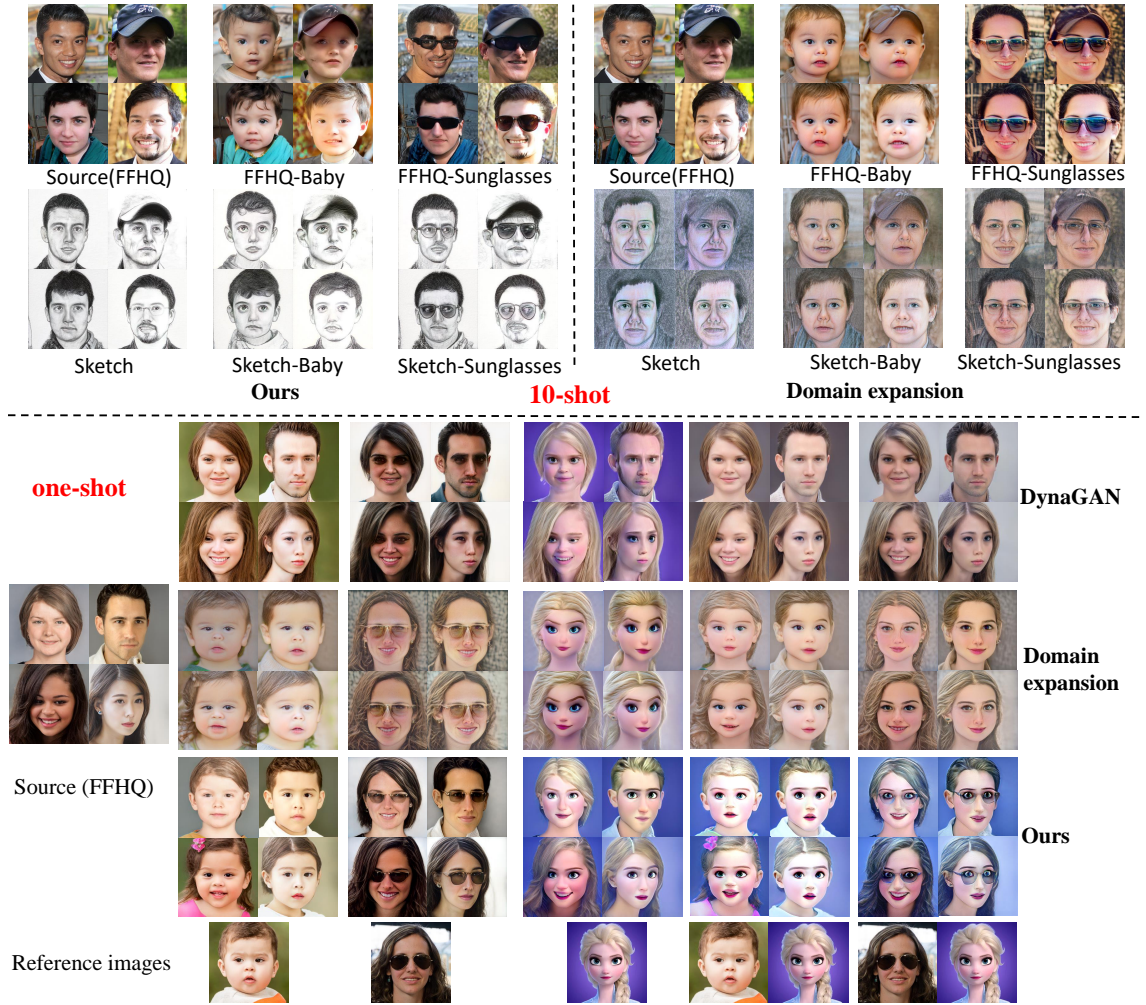 Source(FFHQ)
FFHQ-Baby
FFHQ-Sunglasses
Source(FFHQ)
FFHQ-Baby
FFHQ-Sunglasses
Sketch
Sketch-Baby
Sketch-Sunglasses
Sketch
Sketch-Baby
Sketch-Sunglasses
Ours
10-shot
Domain expansion
one-shot
DynaGAN
Domain
expansion
Source (FFHQ)
Ours
Reference images